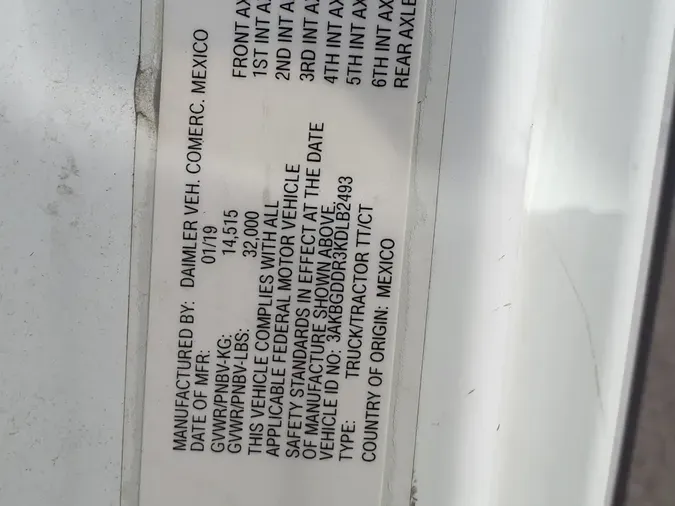 MANUFACTURED BY: DAIMLER VEH. COMERC. MEXICO
DATE OF MFR: 01/19
GVWR/PNBV-KG: 14,515
GVWR/PNBV-LBS: 32,000
THIS VEHICLE COMPLIES WITH ALL
APPLICABLE FEDERAL MOTOR VEHICLE
SAFETY STANDARDS IN EFFECT AT THE DATE
OF MANUFACTURE SHOWN ABOVE.
VEHICLE ID NO: 3AKBGDDR3KDLB2493
TYPE: TRUCK/TRACTOR TT/CT
COUNTRY OF ORIGIN: MEXICO
FRONT AX
1ST INT AX
2ND INT A
3RD INT AX
4TH INT AX
5TH INT AX
6TH INT AX
REAR AXLE